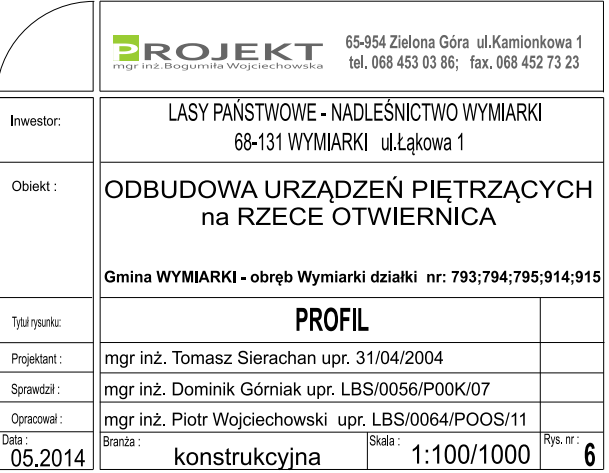 PROJEKT
mgr inż.Bogumiła Wojciechowska
65-954 Zielona Góra ul.Kamionkowa 1
tel. 068 453 03 86; fax. 068 452 73 23
Inwestor:
LASY PAŃSTWOWE - NADLEŚNICTWO WYMIARKI
68-131 WYMIARKI ul.Łąkowa 1
Obiekt :
ODBUDOWA URZĄDZEŃ PIĘTRZĄCYCH
na RZECE OTWIERNICA
Gmina WYMIARKI - obręb Wymiarki działki nr: 793;794;795;914;915
Tytuł rysunku:
PROFIL
Projektant :
mgr inż. Tomasz Sierachan upr. 31/04/2004
Sprawdził :
mgr inż. Dominik Górniak upr. LBS/0056/P00K/07
Opracował :
mgr inż. Piotr Wojciechowski upr. LBS/0064/POOS/11
Data :
05.2014
Branża :
konstrukcyjna
Skala :
1:100/1000
Rys. nr :
6